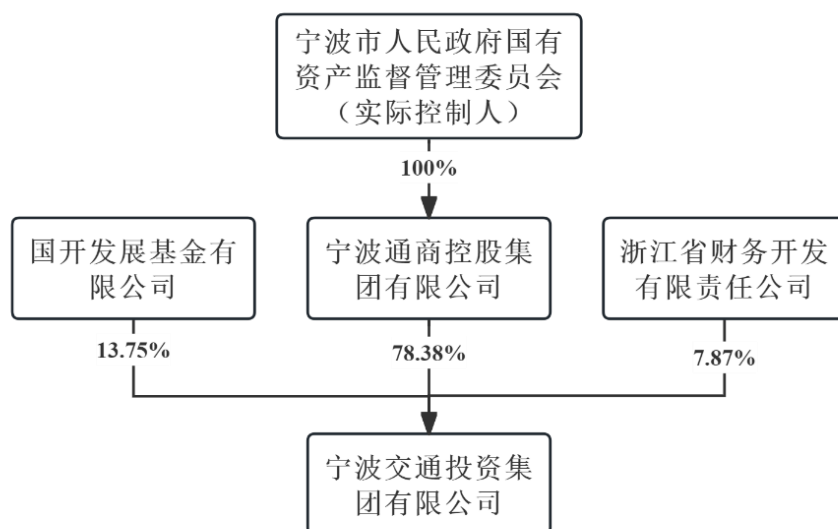 宁波市人民政府国有
资产监督管理委员会
（实际控制人）
100%
国开发展基金有
限公司
宁波通商控股集
团有限公司
浙江省财务开发
有限责任公司
13.75%
78.38%
7.87%
宁波交通投资集
团有限公司